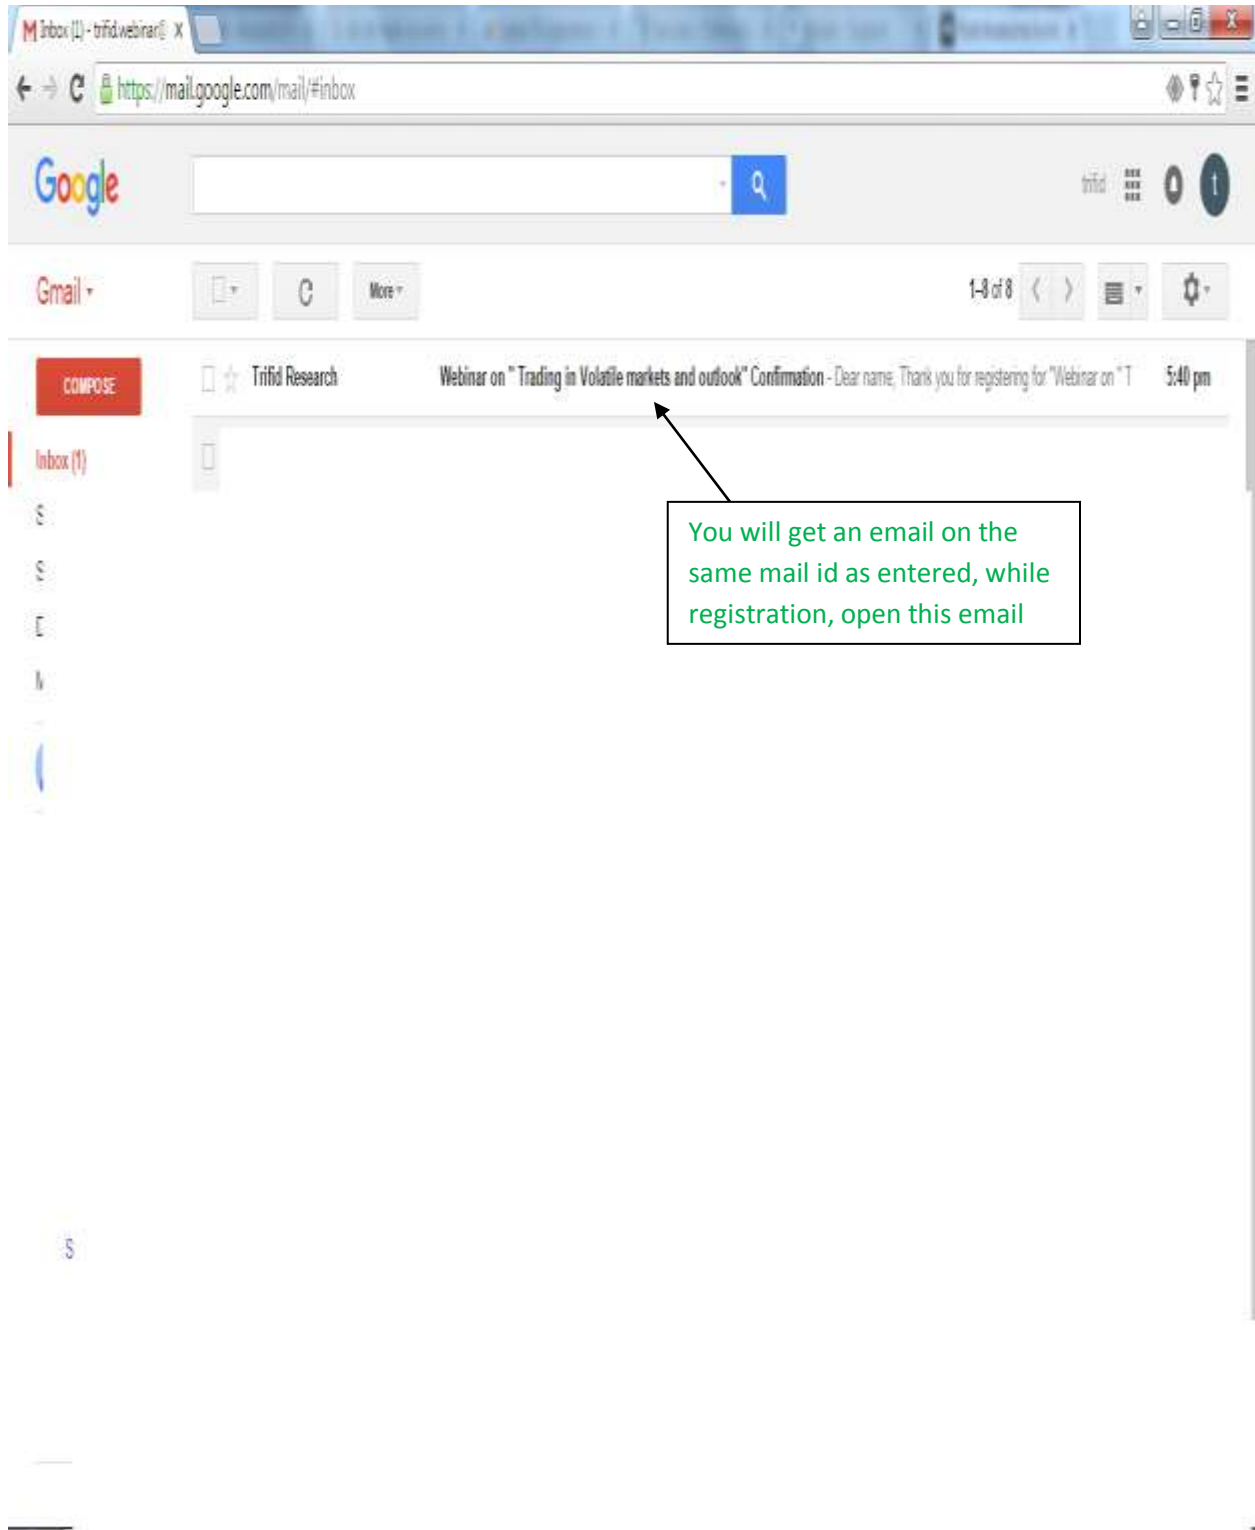 Inbox (1) - trifid.webinar@ x
https://mail.google.com/mail/#inbox
Google
trifid
t
Gmail
More
1–8 of 8
COMPOSE
Trifid Research Webinar on " Trading in Volatile markets and outlook" Confirmation - Dear name, Thank you for registering for "Webinar on " T 5:40 pm
Inbox (1)
S
S
You will get an email on the
same mail id as entered, while
registration, open this email
S